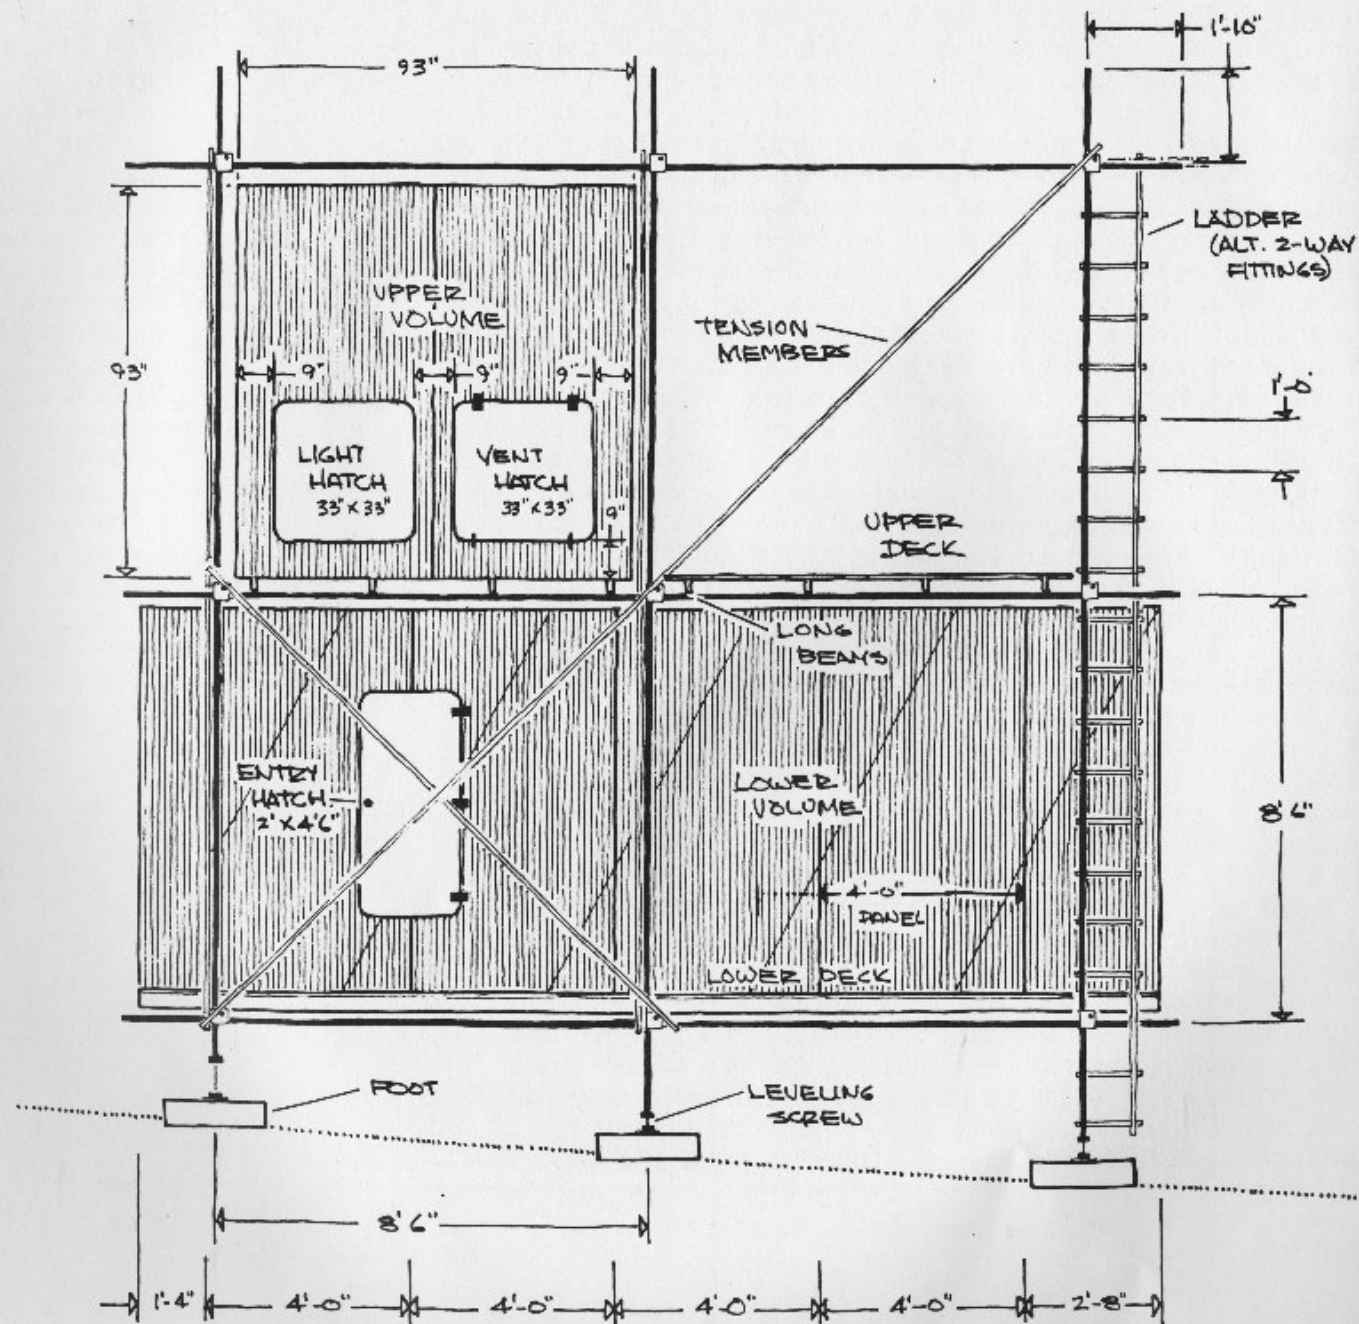 1'-10"
93"
LADDER
(ALT. 2-WAY
FITTINGS)
UPPER
VOLUME
TENSION
MEMBERS
93"
9"
9"
9"
1'-0"
LIGHT
HATCH
33" X 33"
VENT
HATCH
33" X 33"
9"
UPPER
DECK
LONG
BEAMS
ENTRY
HATCH
2' X 4'6"
LOWER
VOLUME
8'6"
4'-0"
PANEL
LOWER DECK
FOOT
LEVELING
SCREW
8'6"
1'-4"
4'-0"
4'-0"
4'-0"
4'-0"
2'-8"